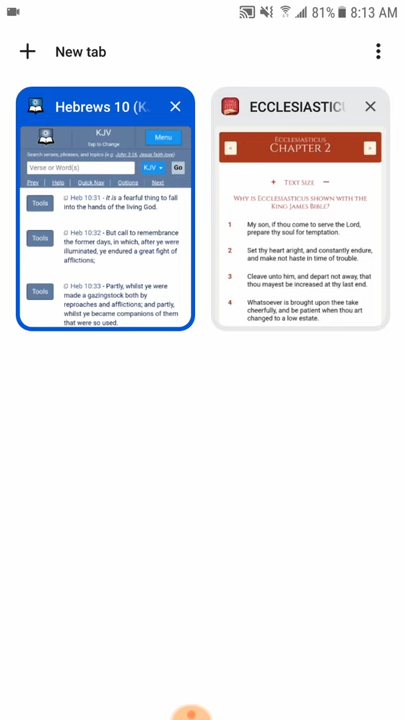 81% 8:13 AM
New tab
Hebrews 10 (K
KJV
Tap to Change
Menu
Search verses, phrases, and topics (e.g. John 3:16, Jesus faith love)
Verse or Word(s)
KJV
Go
Prev Help Quick Nav Options Next
Tools
Heb 10:31 - It is a fearful thing to fall
into the hands of the living God.
Tools
Heb 10:32 - But call to remembrance
the former days, in which, after ye were
illuminated, ye endured a great fight of
afflictions;
Tools
Heb 10:33 - Partly, whilst ye were
made a gazingstock both by
reproaches and afflictions; and partly,
whilst ye became companions of them
that were so used.
ECCLESIASTIC
Ecclesiasticus
Chapter 2
+ Text Size −
Why is Ecclesiasticus shown with the
King James Bible?
1 My son, if thou come to serve the Lord,
prepare thy soul for temptation.
2 Set thy heart aright, and constantly endure,
and make not haste in time of trouble.
3 Cleave unto him, and depart not away, that
thou mayest be increased at thy last end.
4 Whatsoever is brought upon thee take
cheerfully, and be patient when thou art
changed to a low estate.